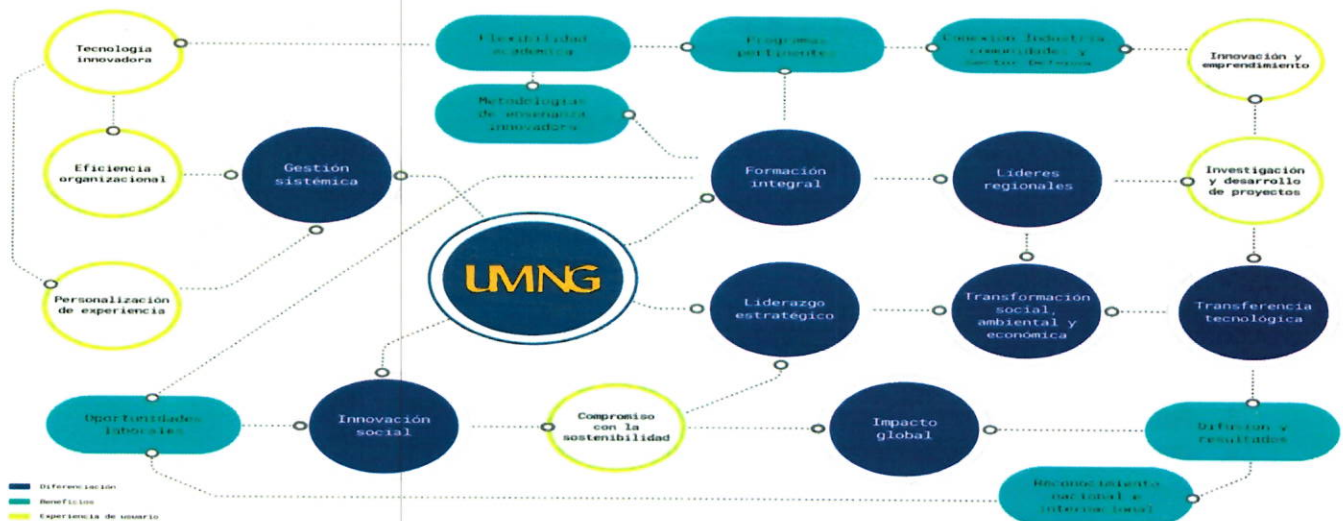 Tecnología
innovadora
Flexibilidad
académica
Programas
pertinentes
Conexión Industria,
comunidades y
sector Defensa
Innovación y
emprendimiento
Metodologías
de enseñanza
innovadora
Eficiencia
organizacional
Gestión
sistémica
Formación
integral
Líderes
regionales
Investigación
y desarrollo
de proyectos
UMNG
Personalización
de experiencia
Liderazgo
estratégico
Transformación
social,
ambiental y
económica
Transferencia
tecnológica
Oportunidades
laborales
Innovación
social
Compromiso
con la
sostenibilidad
Impacto
global
Difusión y
resultados
Reconocimiento
nacional e
internacional
Diferenciación
Beneficios
Experiencia de usuario